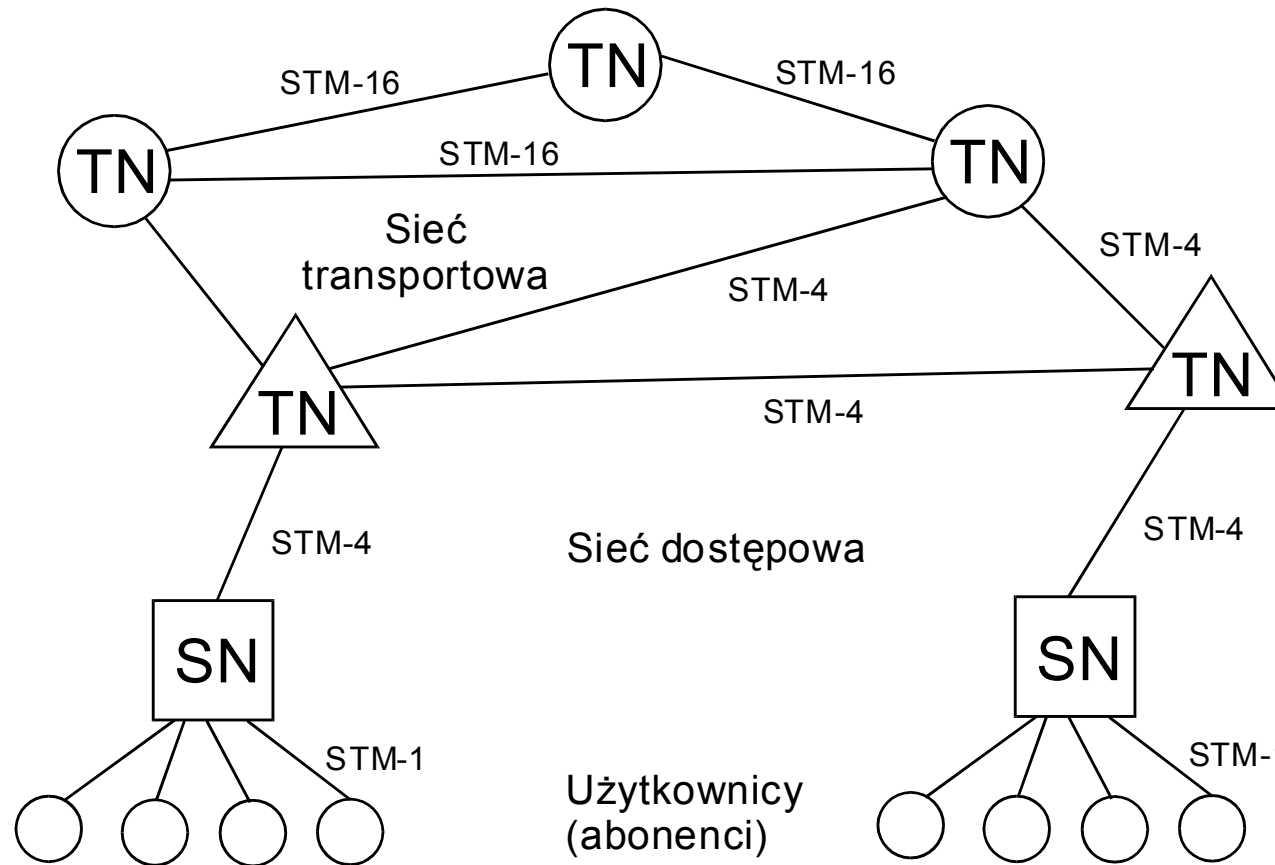 TN
STM-16
STM-16
TN
STM-16
TN
Sieć
transportowa
STM-4
STM-4
TN
TN
STM-4
STM-4
Sieć dostępowa
STM-4
SN
SN
STM-1
STM-
Użytkownicy
(abonenci)